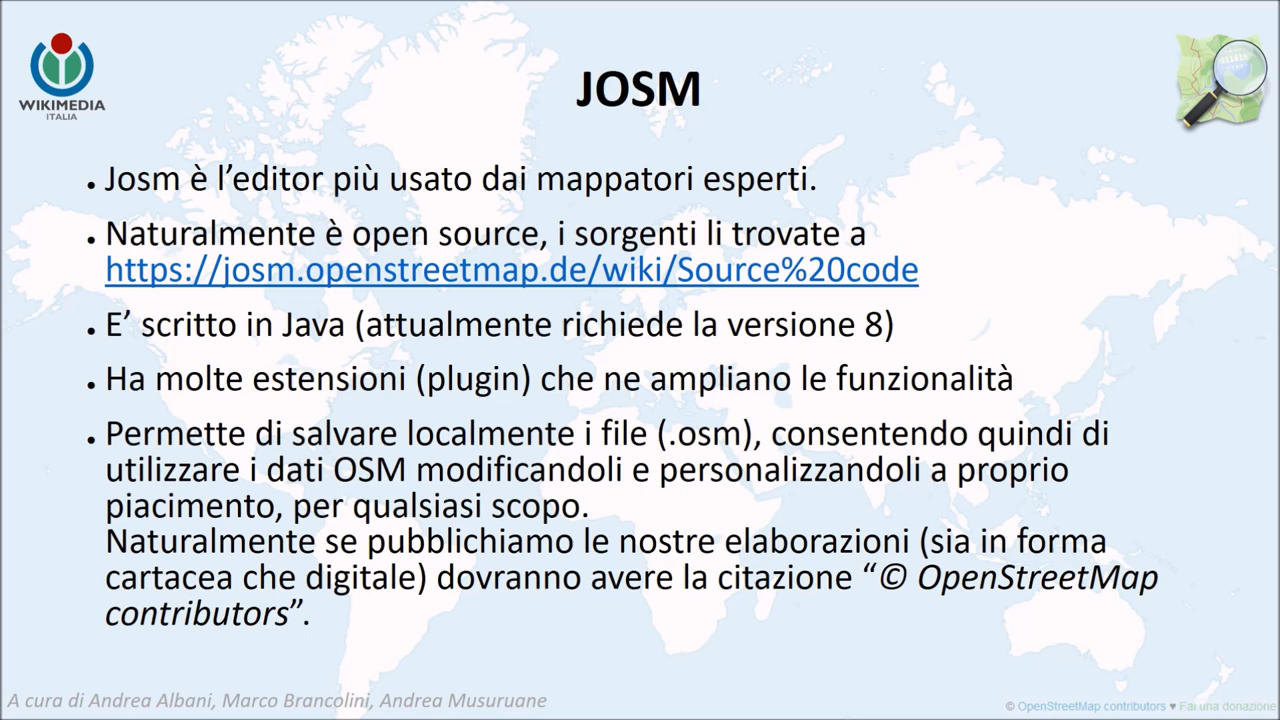 WIKIMEDIA
ITALIA
JOSM
• Josm è l’editor più usato dai mappatori esperti.
• Naturalmente è open source, i sorgenti li trovate a
https://josm.openstreetmap.de/wiki/Source%20code
• E’ scritto in Java (attualmente richiede la versione 8)
• Ha molte estensioni (plugin) che ne ampliano le funzionalità
• Permette di salvare localmente i file (.osm), consentendo quindi di
utilizzare i dati OSM modificandoli e personalizzandoli a proprio
piacimento, per qualsiasi scopo.
Naturalmente se pubblichiamo le nostre elaborazioni (sia in forma
cartacea che digitale) dovranno avere la citazione “© OpenStreetMap
contributors”.
A cura di Andrea Albani, Marco Brancolini, Andrea Musuruane
© OpenStreetMap contributors ♥ Fai una donazione